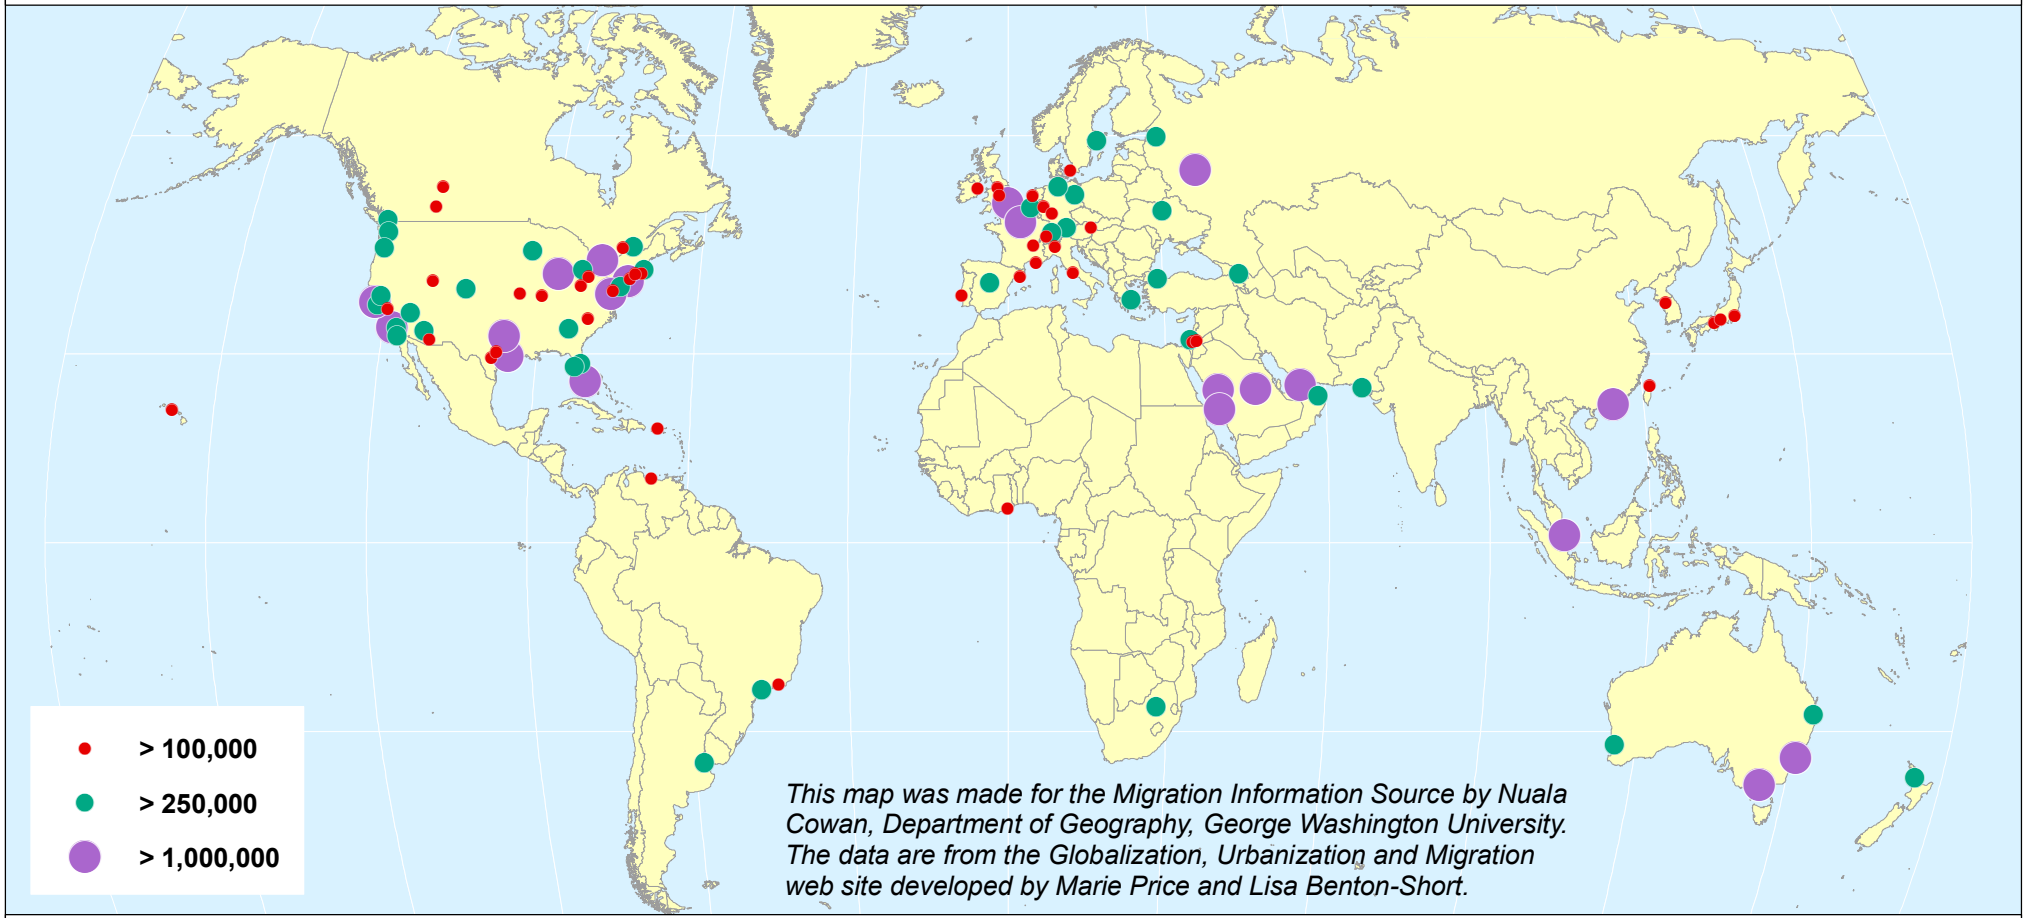 > 100,000
> 250,000
> 1,000,000
This map was made for the Migration Information Source by Nuala
Cowan, Department of Geography, George Washington University.
The data are from the Globalization, Urbanization and Migration
web site developed by Marie Price and Lisa Benton-Short.